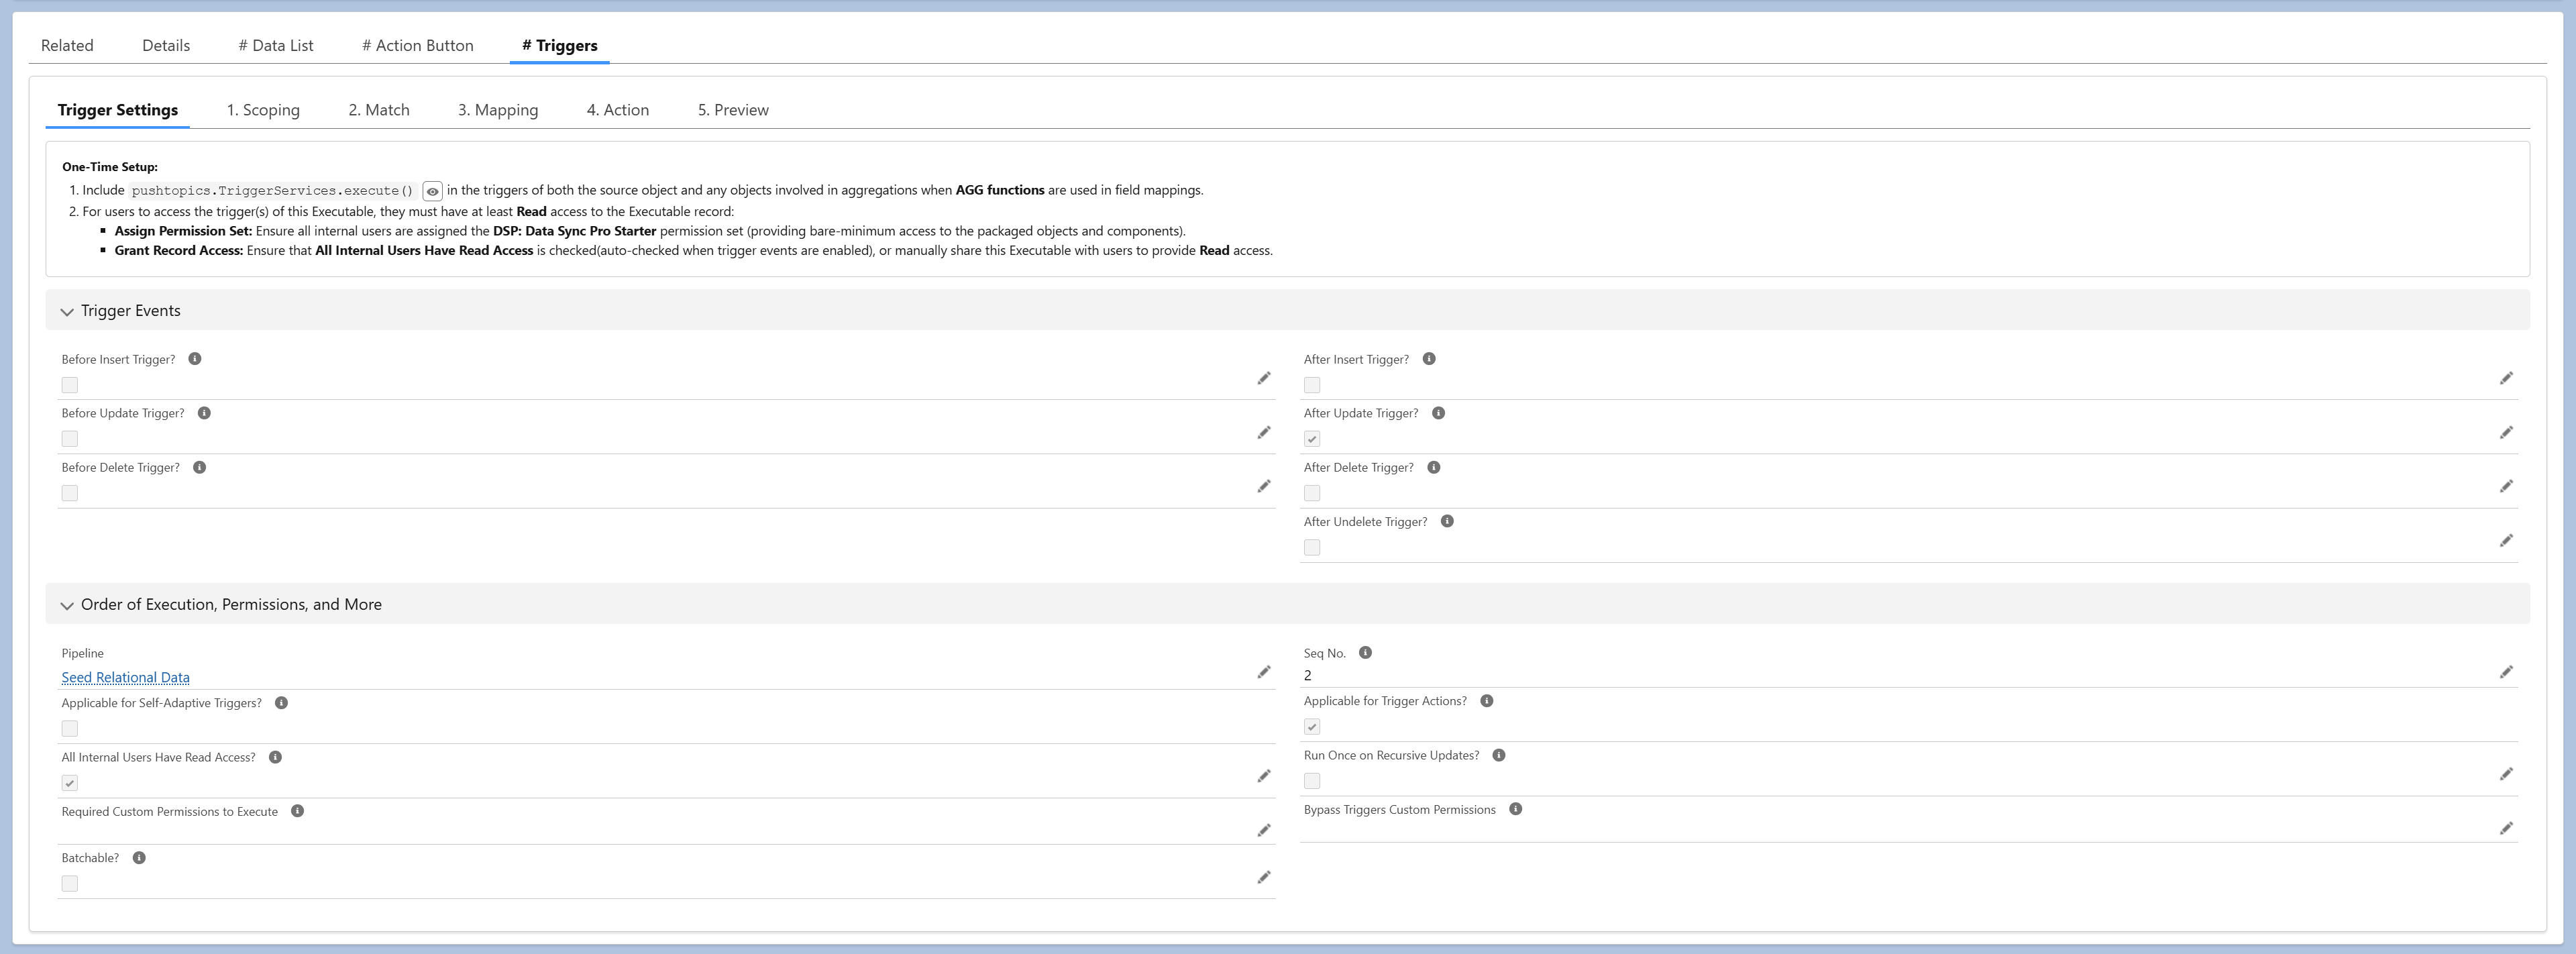 Related
Details
# Data List
# Action Button
# Triggers
Trigger Settings
1. Scoping
2. Match
3. Mapping
4. Action
5. Preview
One-Time Setup:
1. Include pushtopics.TriggerServices.execute() in the triggers of both the source object and any objects involved in aggregations when AGG functions are used in field mappings.
2. For users to access the trigger(s) of this Executable, they must have at least Read access to the Executable record:
Assign Permission Set: Ensure all internal users are assigned the DSP: Data Sync Pro Starter permission set (providing bare-minimum access to the packaged objects and components).
Grant Record Access: Ensure that All Internal Users Have Read Access is checked(auto-checked when trigger events are enabled), or manually share this Executable with users to provide Read access.
Trigger Events
Before Insert Trigger?
After Insert Trigger?
Before Update Trigger?
After Update Trigger?
Before Delete Trigger?
After Delete Trigger?
After Undelete Trigger?
Order of Execution, Permissions, and More
Pipeline
Seed Relational Data
Seq No.
2
Applicable for Self-Adaptive Triggers?
Applicable for Trigger Actions?
All Internal Users Have Read Access?
Run Once on Recursive Updates?
Required Custom Permissions to Execute
Bypass Triggers Custom Permissions
Batchable?